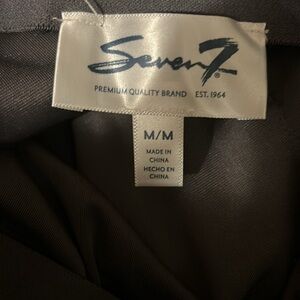 Seven7
PREMIUM QUALITY BRAND EST. 1964
M/M
MADE IN
CHINA
HECHO EN
CHINA